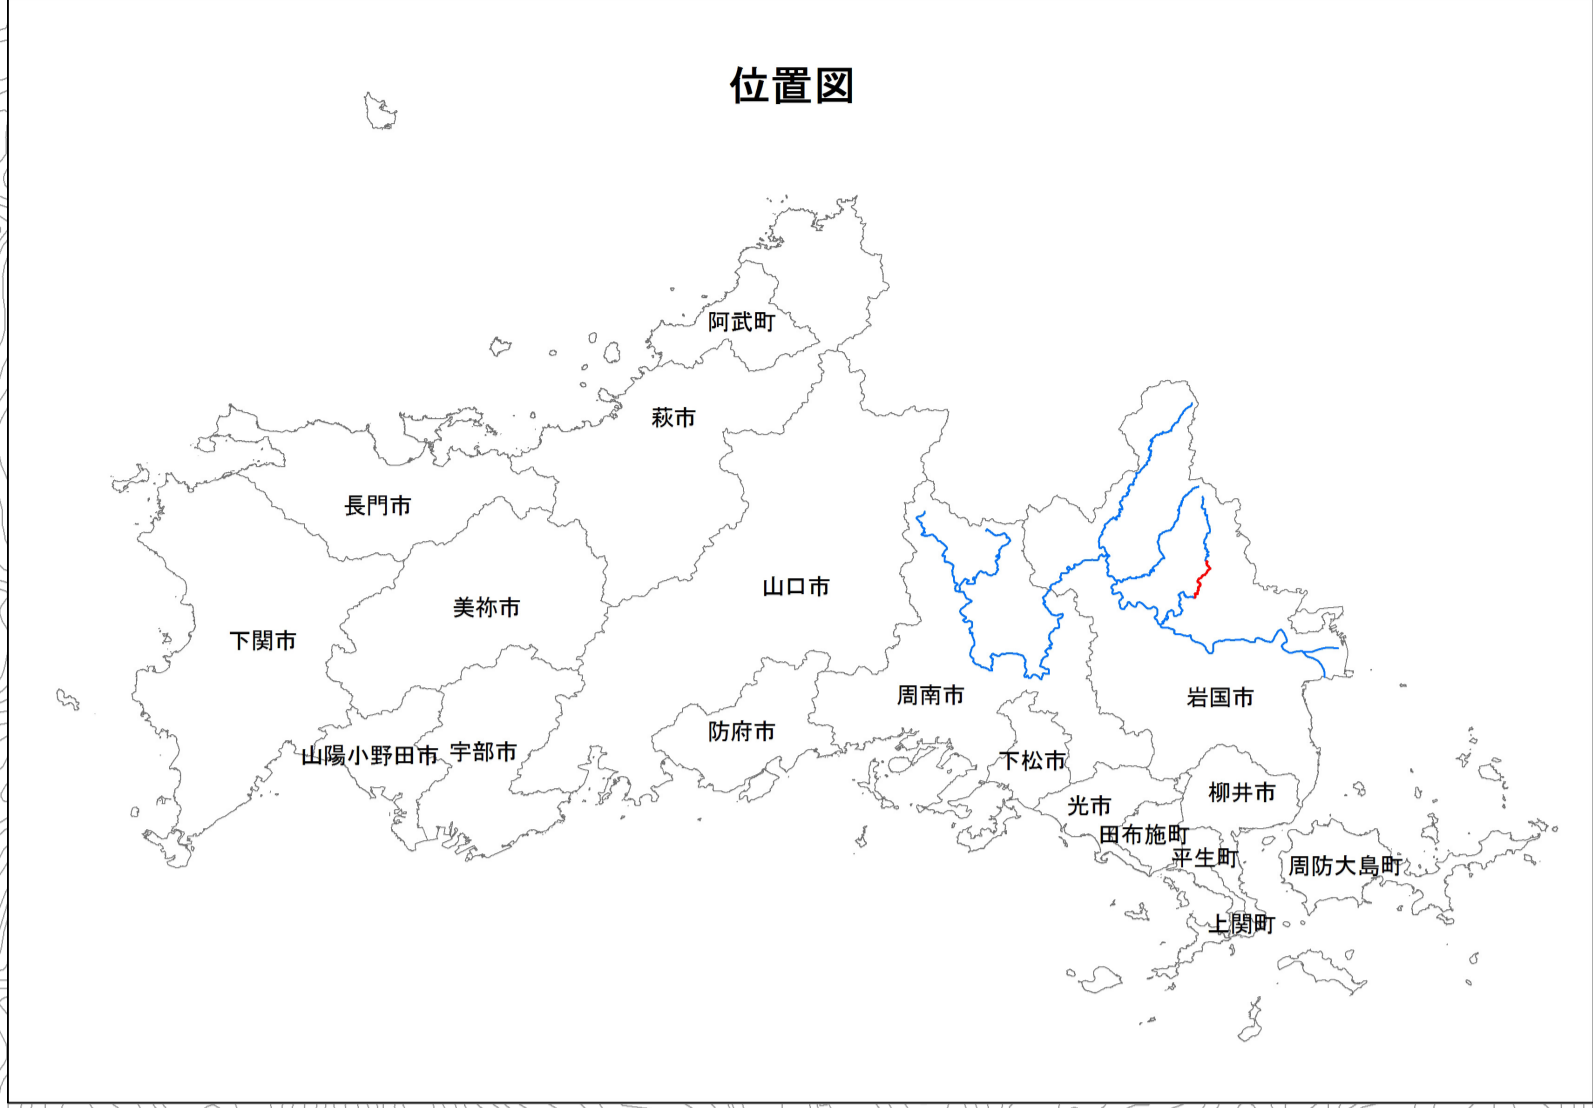 位置図
阿武町
萩市
長門市
山口市
美祢市
下関市
周南市
岩国市
防府市
山陽小野田市
宇部市
下松市
柳井市
光市
田布施町
平生町
周防大島町
上関町